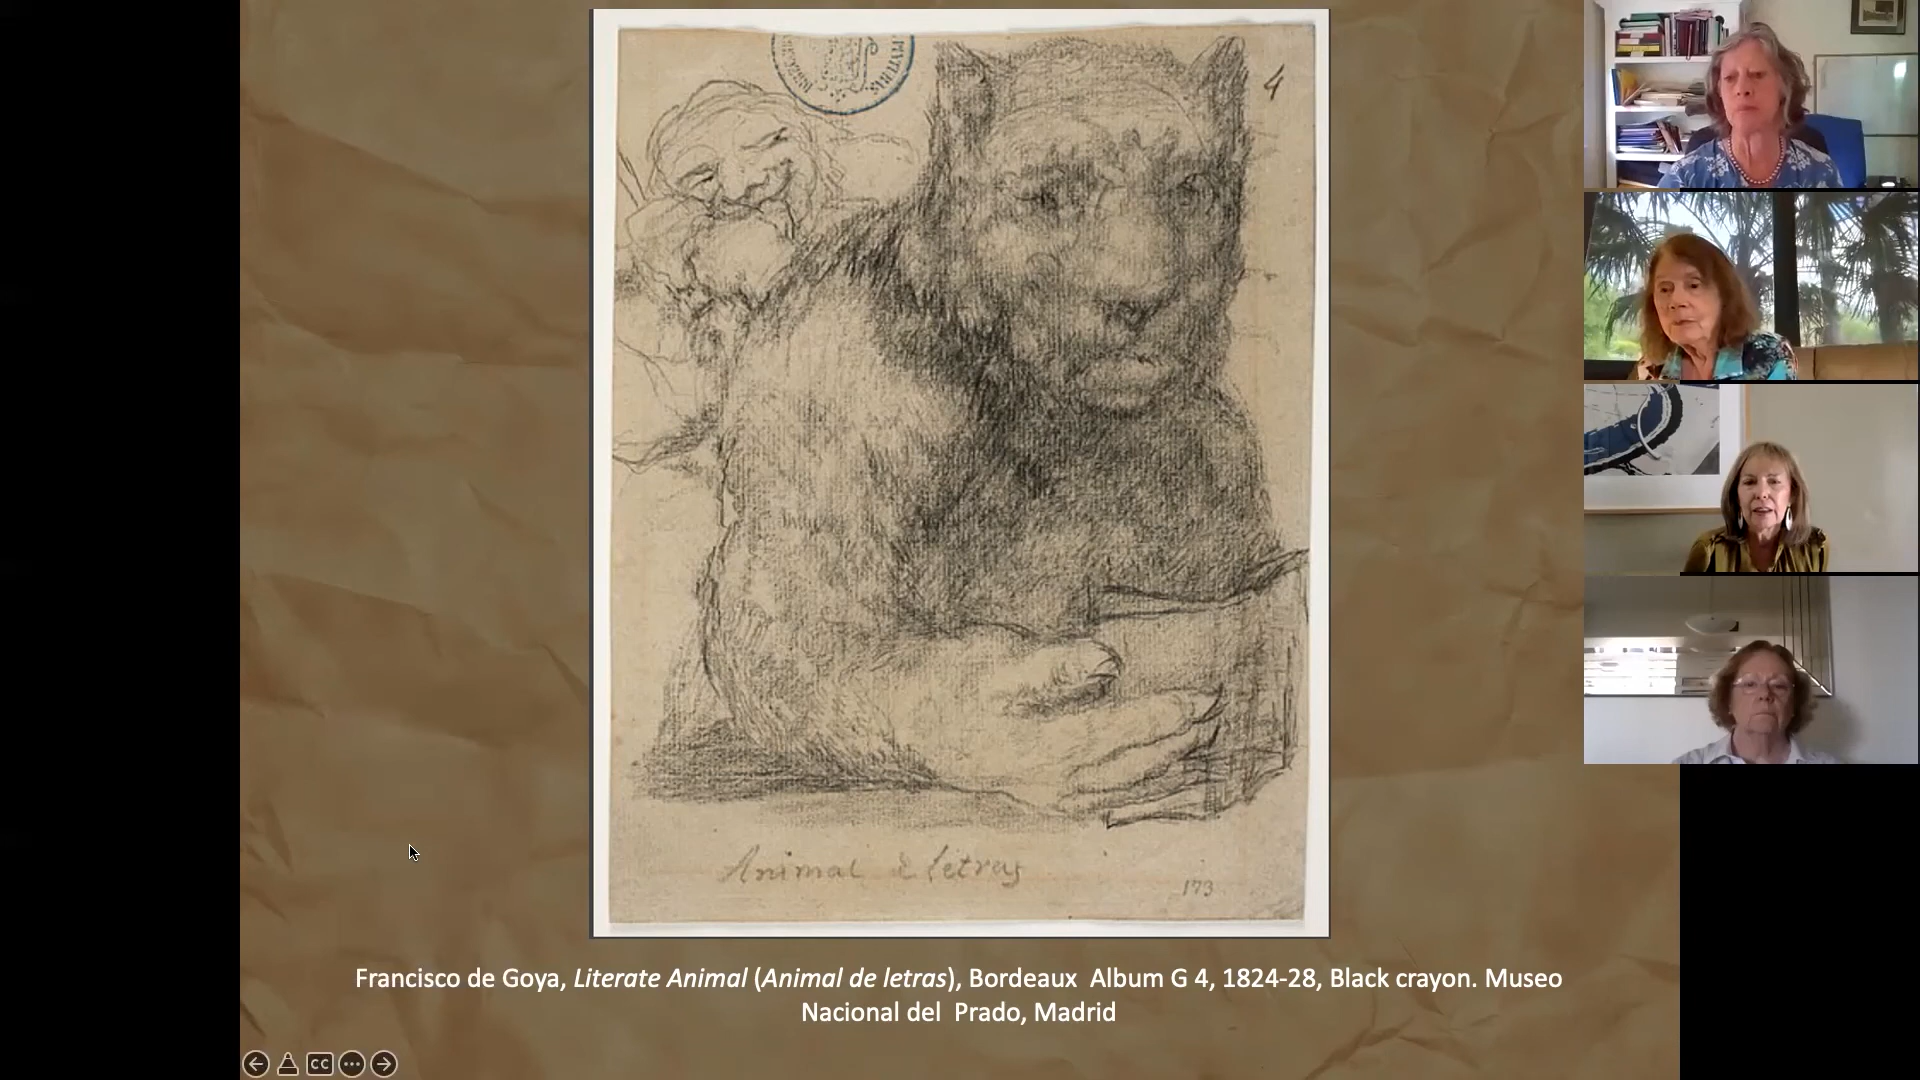 4
Animal de letras
173
Francisco de Goya, Literate Animal (Animal de letras), Bordeaux Album G 4, 1824-28, Black crayon. Museo
Nacional del Prado, Madrid
CC